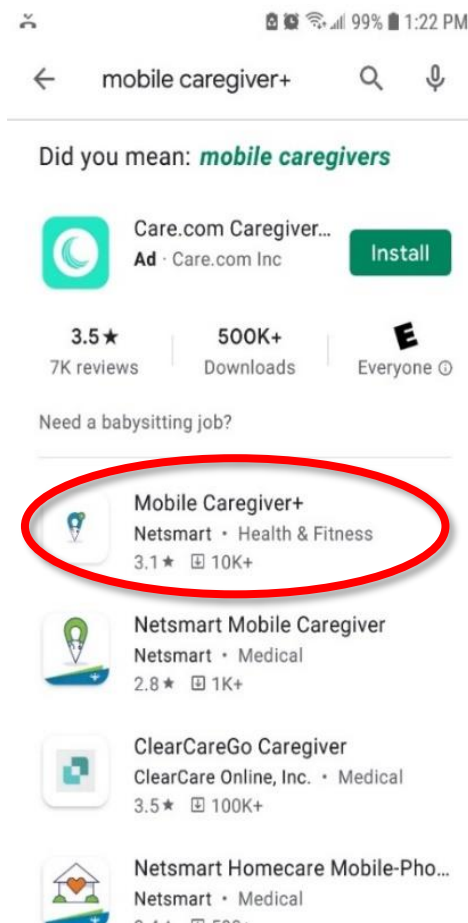 99% 1:22 PM
mobile caregiver+
Did you mean: mobile caregivers
Care.com Caregiver...
Ad · Care.com Inc
Install
3.5★ 500K+ E
7K reviews Downloads Everyone
Need a babysitting job?
Mobile Caregiver+
Netsmart • Health & Fitness
3.1★ 10K+
Netsmart Mobile Caregiver
Netsmart • Medical
2.8★ 1K+
ClearCareGo Caregiver
ClearCare Online, Inc. • Medical
3.5★ 100K+
Netsmart Homecare Mobile-Pho...
Netsmart • Medical